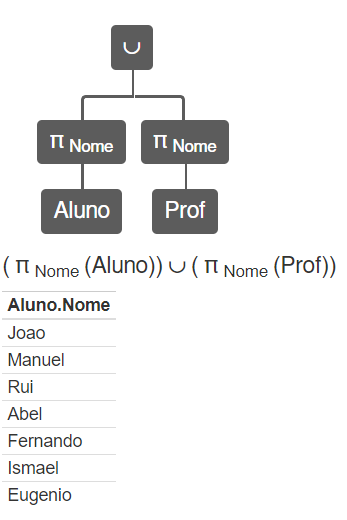 ∪
π Nome π Nome
Aluno Prof
( π Nome (Aluno)) ∪ ( π Nome (Prof))
Aluno.Nome
Joao
Manuel
Rui
Abel
Fernando
Ismael
Eugenio